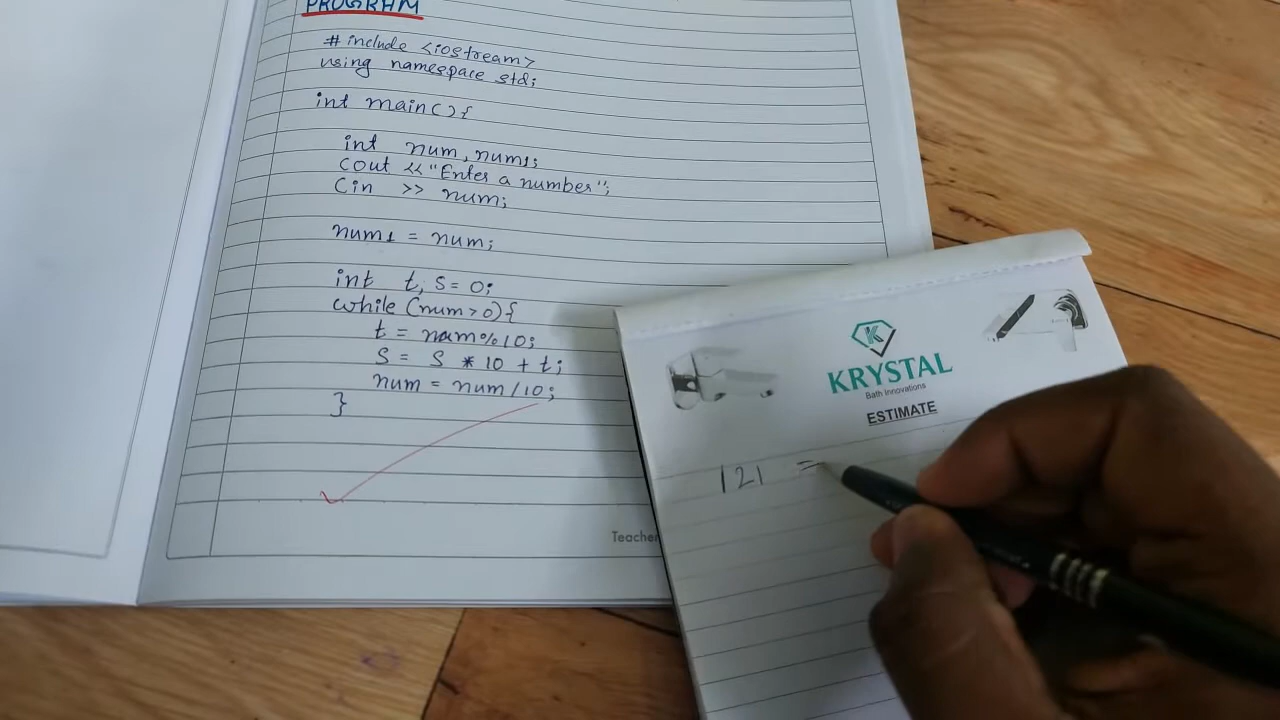 PROGRAM
# include <iostream>
using namespace std;
int main(){
int num, num1;
cout << "Enter a number";
Cin >> num;
num1 = num;
int t, s = 0;
while (num>0){
t = num%10;
s = s * 10 + t;
num = num/10;
}
Teacher
K
KRYSTAL
Bath Innovations
ESTIMATE
121 =